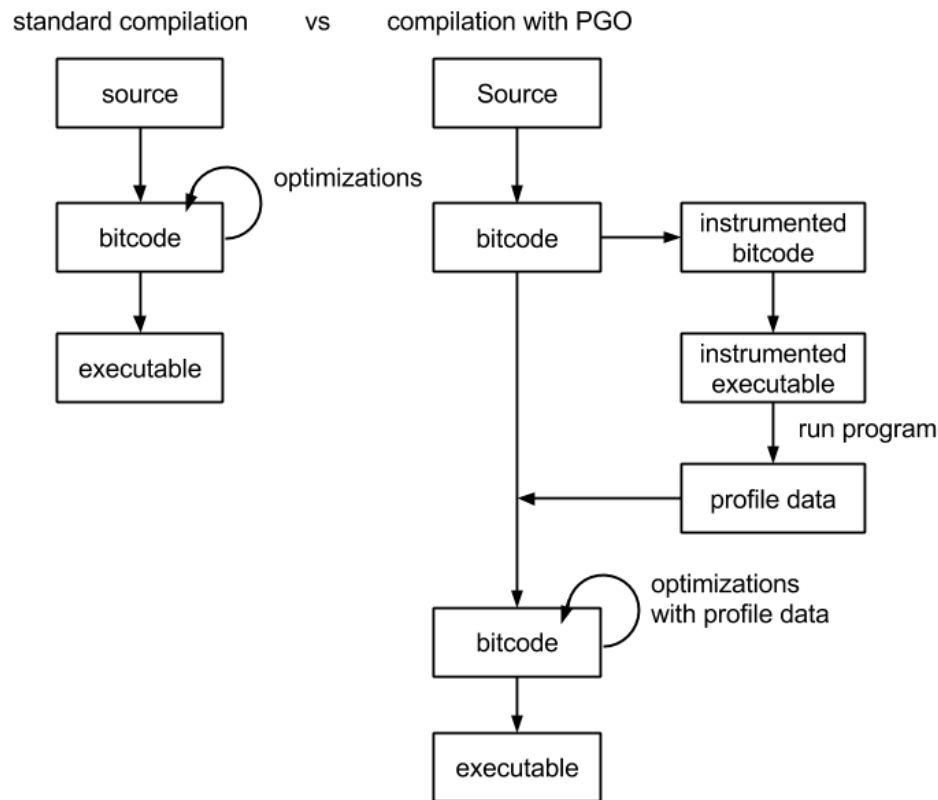 standard compilation vs compilation with PGO
source
optimizations
bitcode
executable
Source
bitcode
instrumented
bitcode
instrumented
executable
run program
profile data
optimizations
with profile data
bitcode
executable